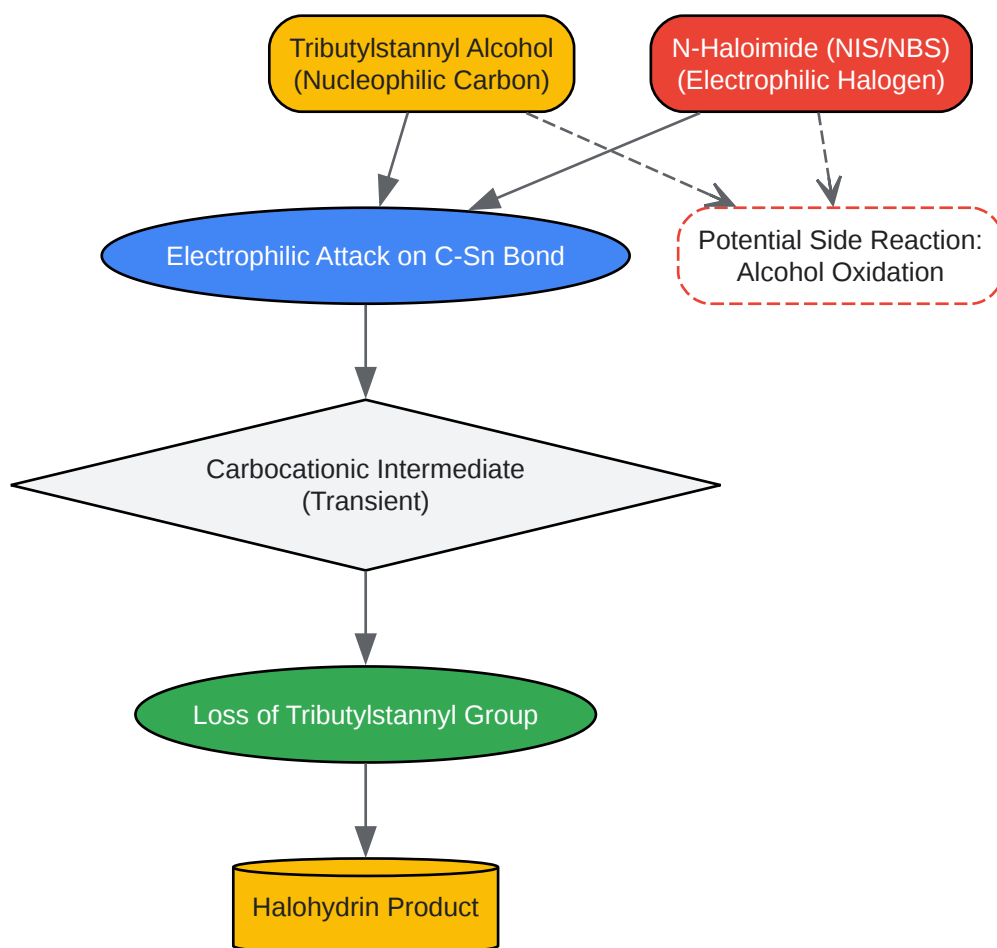 Tributylstannyl Alcohol
(Nucleophilic Carbon)
N-Haloimide (NIS/NBS)
(Electrophilic Halogen)
Electrophilic Attack on C-Sn Bond
Potential Side Reaction:
Alcohol Oxidation
Carbocationic Intermediate
(Transient)
Loss of Tributylstannyl Group
Halohydrin Product